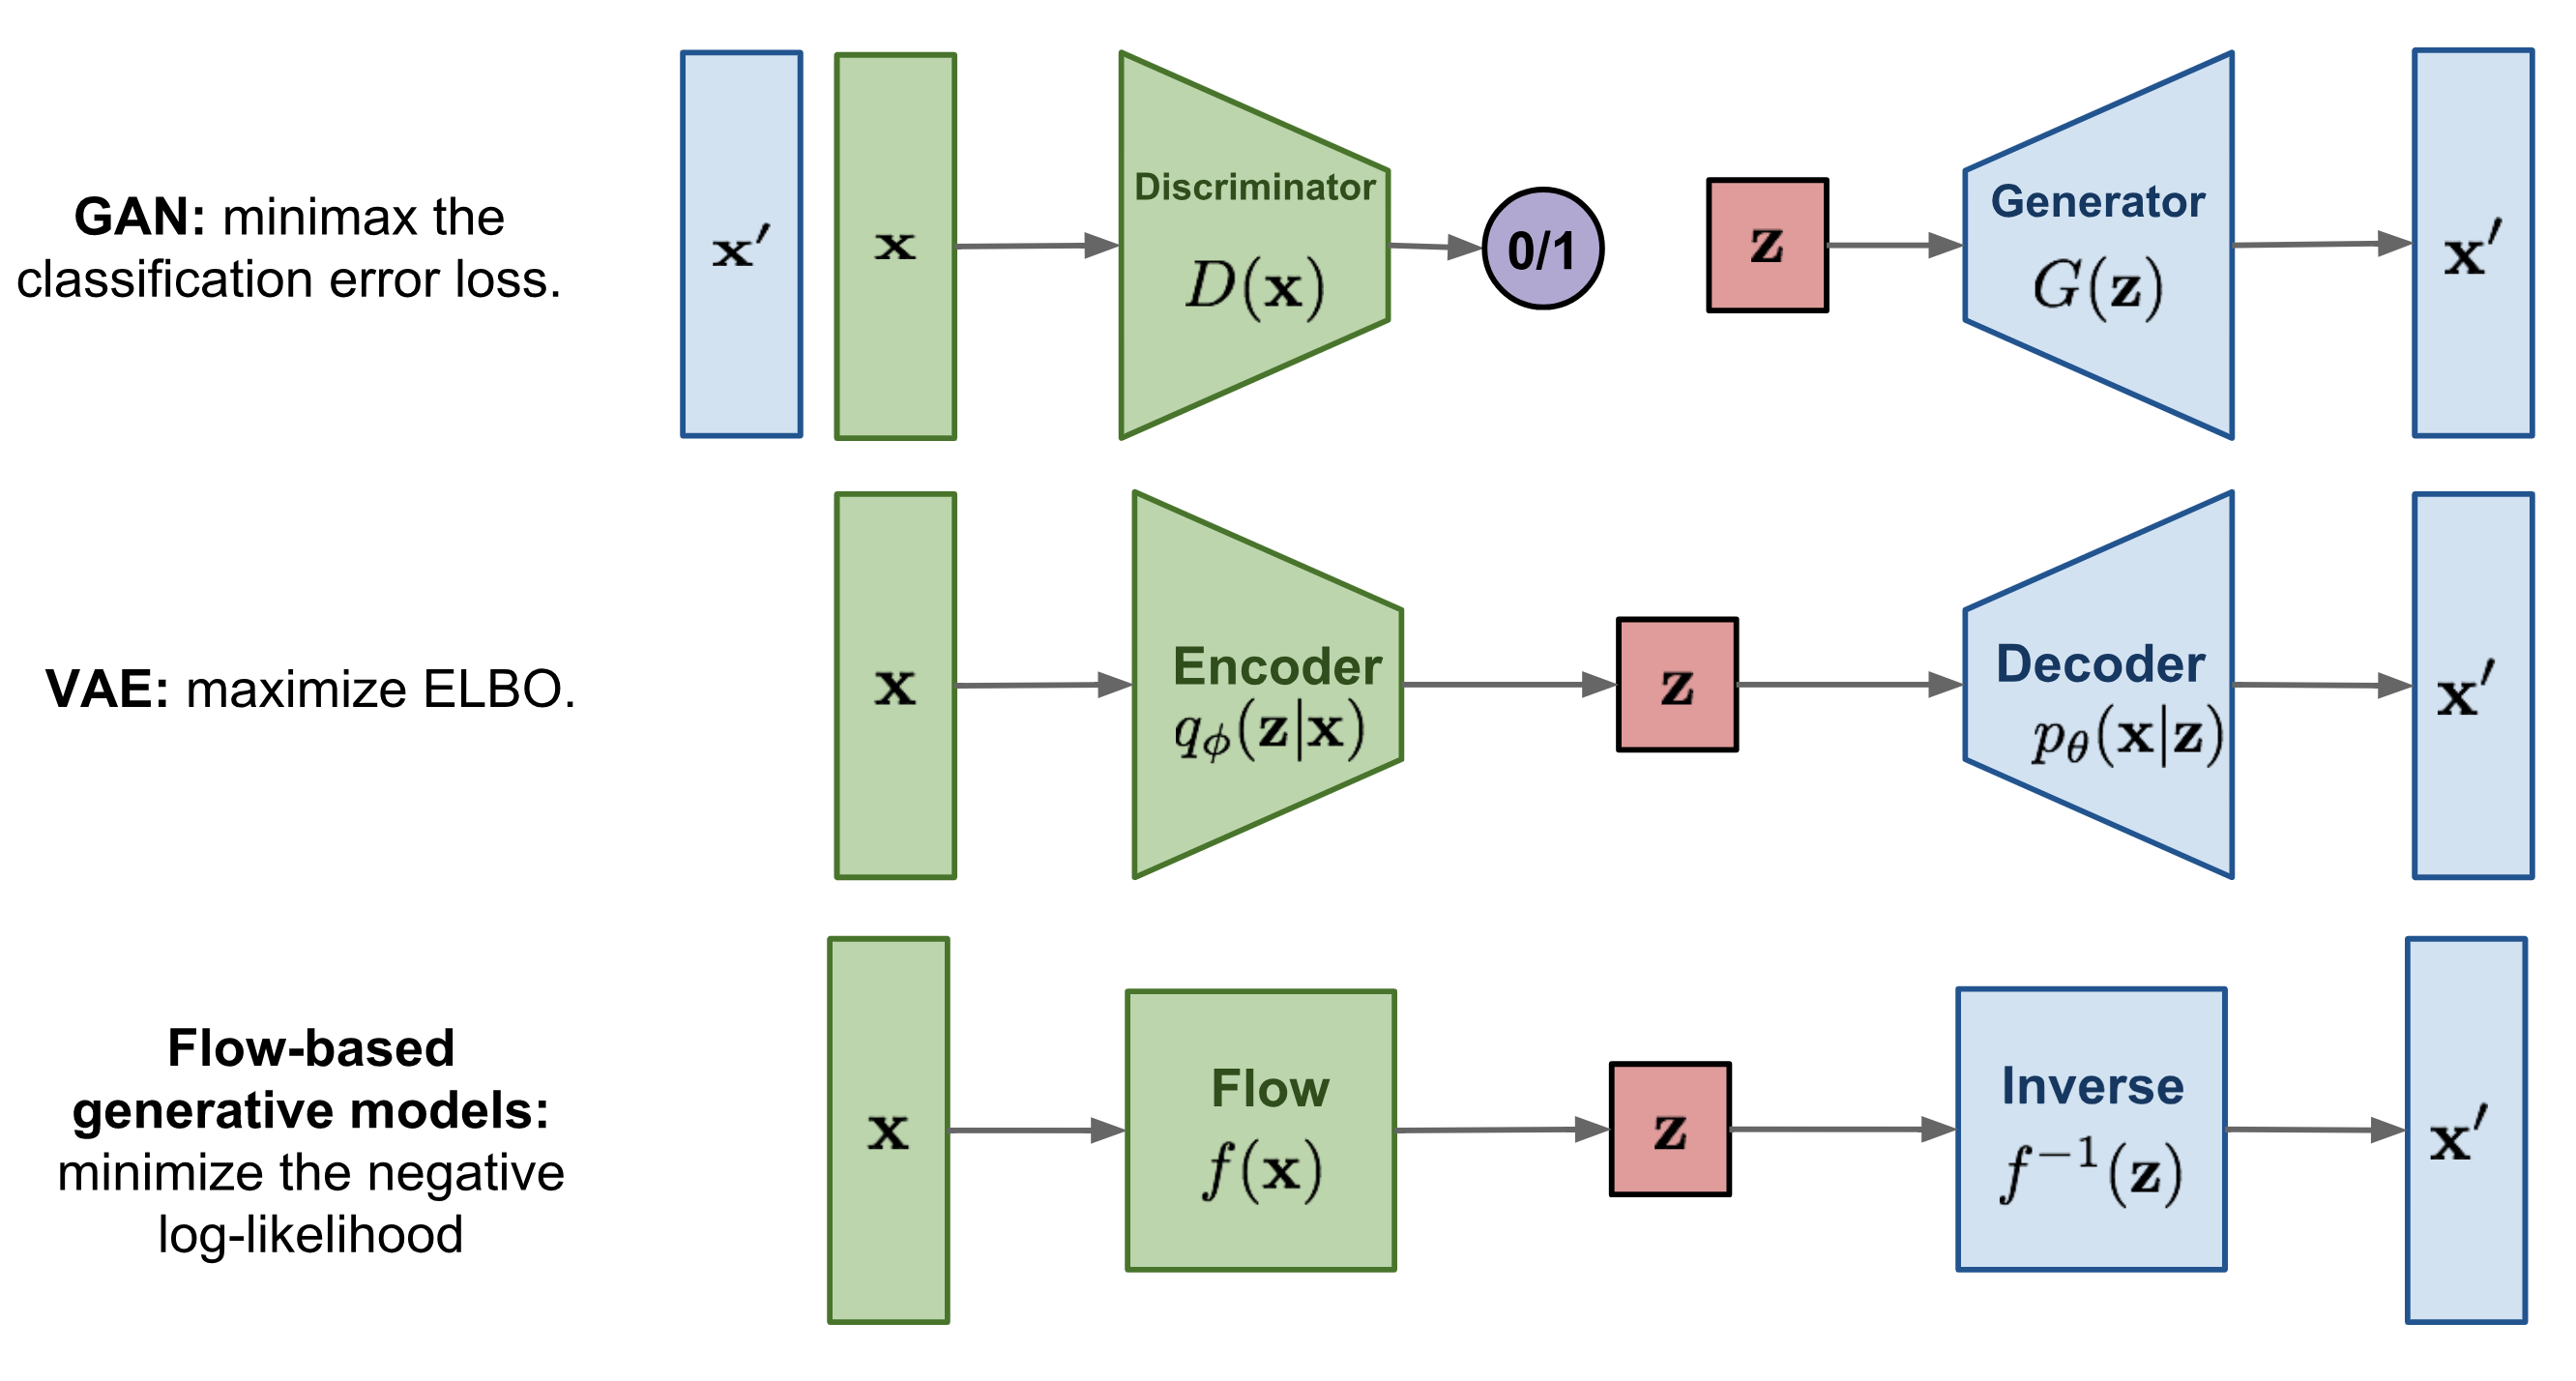 GAN: minimax the
classification error loss.
x′
x
Discriminator
D(x)
0/1
z
Generator
G(z)
x′
VAE: maximize ELBO.
x
Encoder
qϕ(z|x)
z
Decoder
pθ(x|z)
x′
Flow-based
generative models:
minimize the negative
log-likelihood
x
Flow
f(x)
z
Inverse
f⁻¹(z)
x′